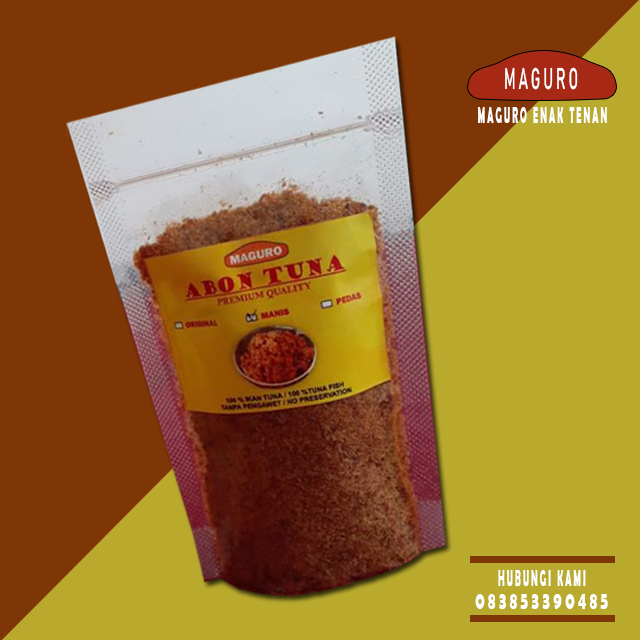 MAGURO
MAGURO ENAK TENAN
MAGURO
ABON TUNA
PREMIUM QUALITY
ORIGINAL
MANIS
PEDAS
100 % IKAN TUNA / 100 % TUNA FISH
TANPA PENGAWET / NO PRESERVATION
HUBUNGI KAMI
083853390485